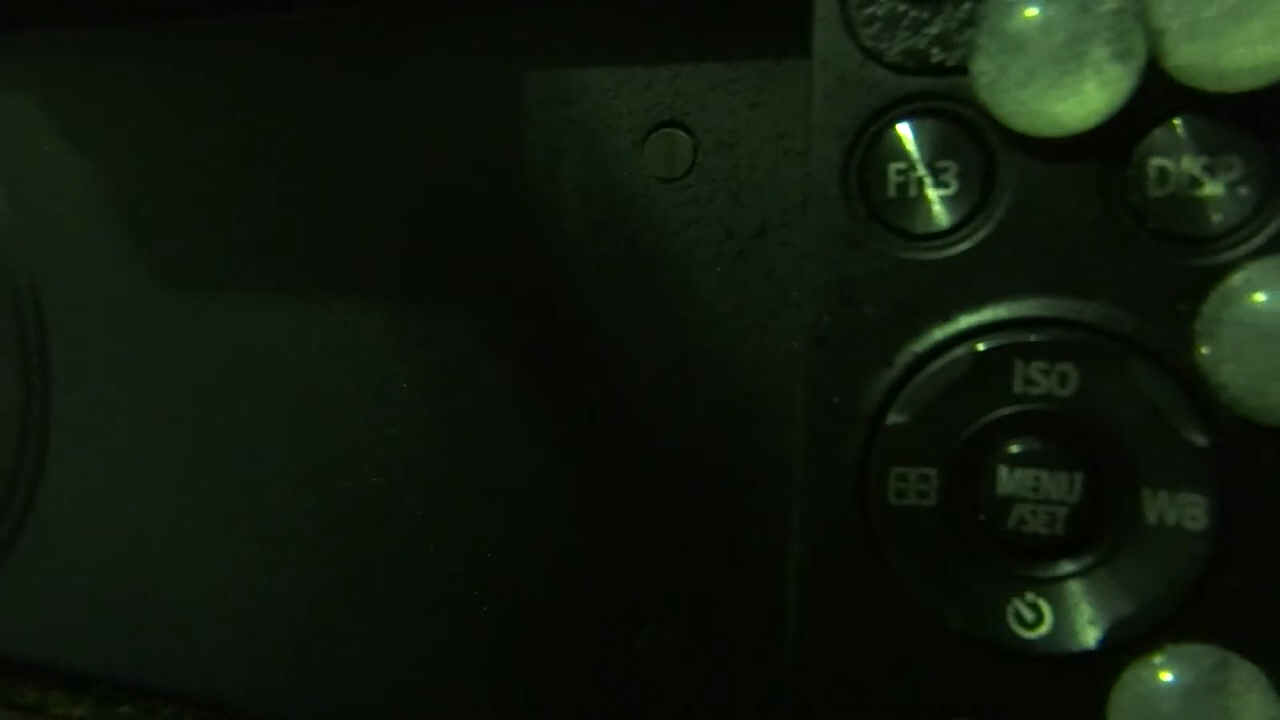 Fn3
DISP.
ISO
MENU
/SET
WB